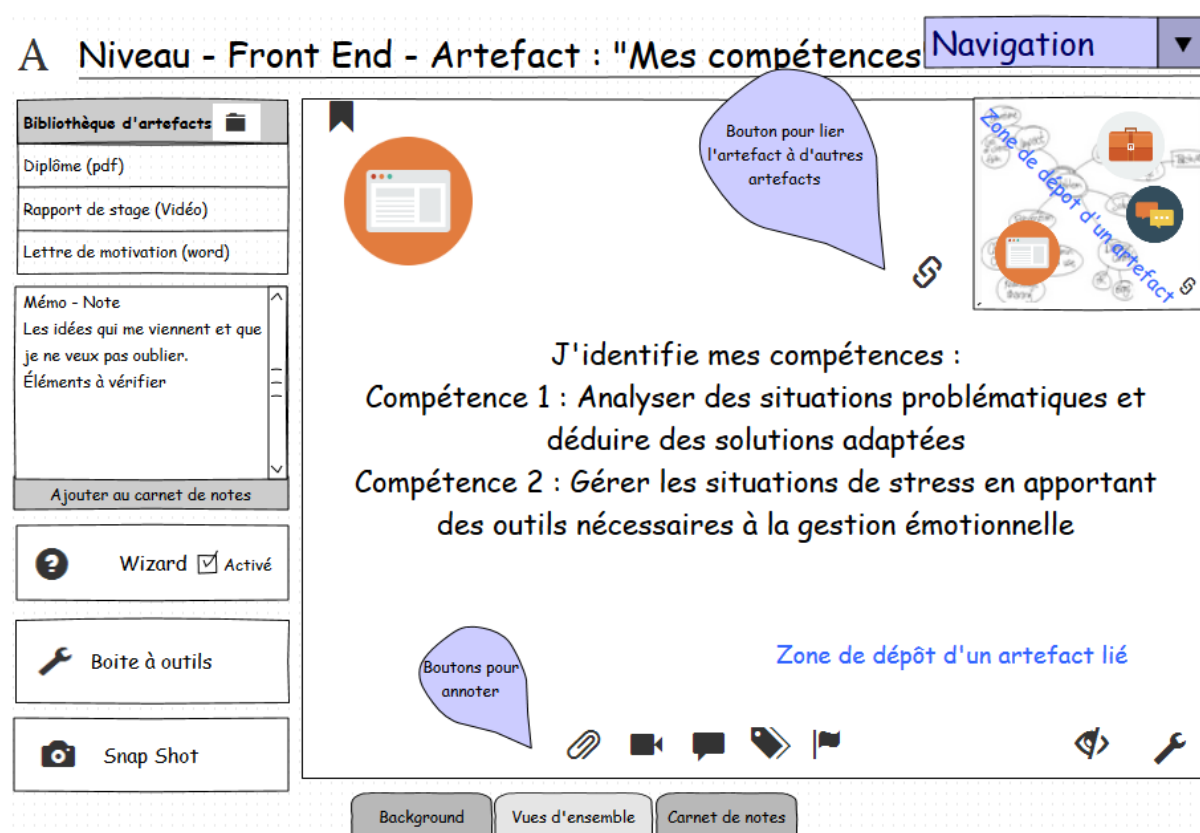 A Niveau - Front End - Artefact : "Mes compétences
Navigation
Bibliothèque d'artefacts
Diplôme (pdf)
Rapport de stage (Vidéo)
Lettre de motivation (word)
Mémo - Note
Les idées qui me viennent et que
je ne veux pas oublier.
Éléments à vérifier
Ajouter au carnet de notes
Wizard Activé
Boite à outils
Snap Shot
Bouton pour lier
l'artefact à d'autres
artefacts
Zone de dépot d'un artefact
J'identifie mes compétences :
Compétence 1 : Analyser des situations problématiques et
déduire des solutions adaptées
Compétence 2 : Gérer les situations de stress en apportant
des outils nécessaires à la gestion émotionnelle
Zone de dépôt d'un artefact lié
Boutons pour
annoter
Background
Vues d'ensemble
Carnet de notes